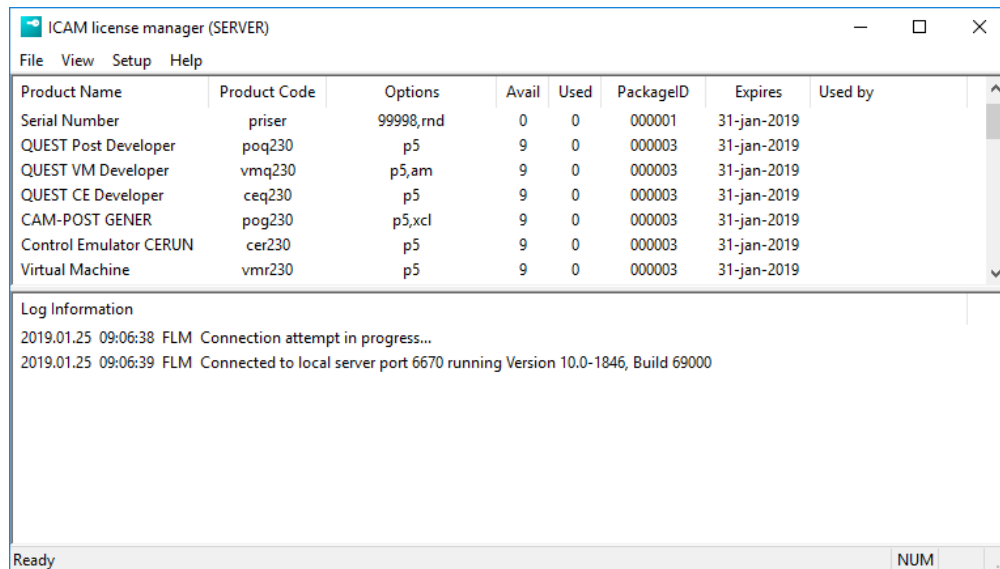 ICAM license manager (SERVER)
File View Setup Help
Product Name Product Code Options Avail Used PackageID Expires Used by
Serial Number priser 99998,rnd 0 0 000001 31-jan-2019
QUEST Post Developer poq230 p5 9 0 000003 31-jan-2019
QUEST VM Developer vmq230 p5,am 9 0 000003 31-jan-2019
QUEST CE Developer ceq230 p5 9 0 000003 31-jan-2019
CAM-POST GENER pog230 p5,xcl 9 0 000003 31-jan-2019
Control Emulator CERUN cer230 p5 9 0 000003 31-jan-2019
Virtual Machine vmr230 p5 9 0 000003 31-jan-2019
Log Information
2019.01.25 09:06:38 FLM Connection attempt in progress...
2019.01.25 09:06:39 FLM Connected to local server port 6670 running Version 10.0-1846, Build 69000
Ready NUM